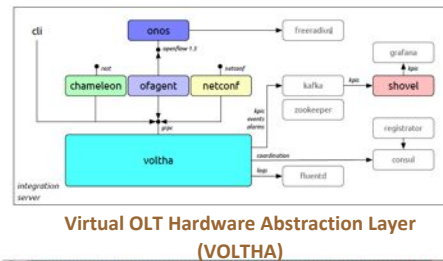 cli
onos
freeradius
openflow 1.3
grafana
rest
netconf
kpis
chameleon
ofagent
netconf
kafka
kpis
shovel
kpis
events
alarms
zookeeper
grpc
registrator
voltha
coordination
consul
logs
fluentd
integration
server
Virtual OLT Hardware Abstraction Layer
(VOLTHA)